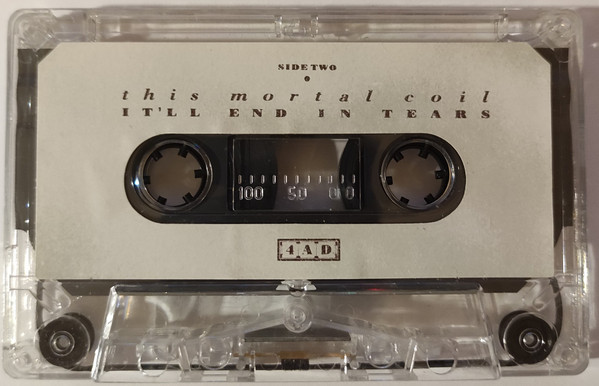 SIDE TWO
this mortal coil
IT'LL END IN TEARS
100 50 0
4AD